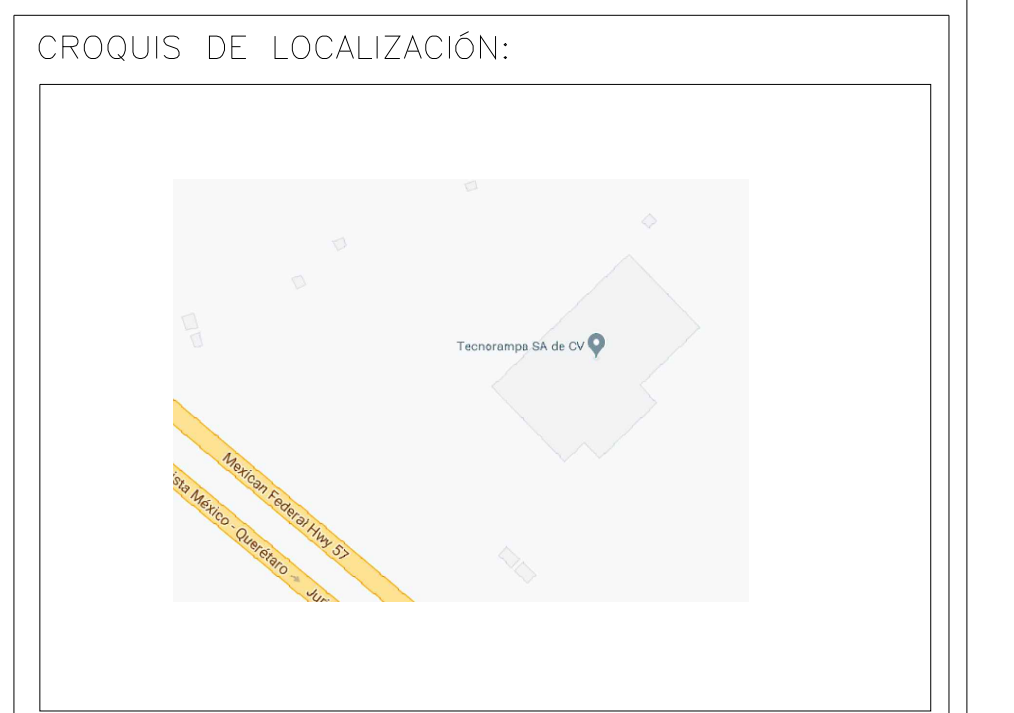 CROQUIS DE LOCALIZACIÓN:
Tecnorampa SA de CV
Mexican Federal Hwy 57
ista México - Querétaro